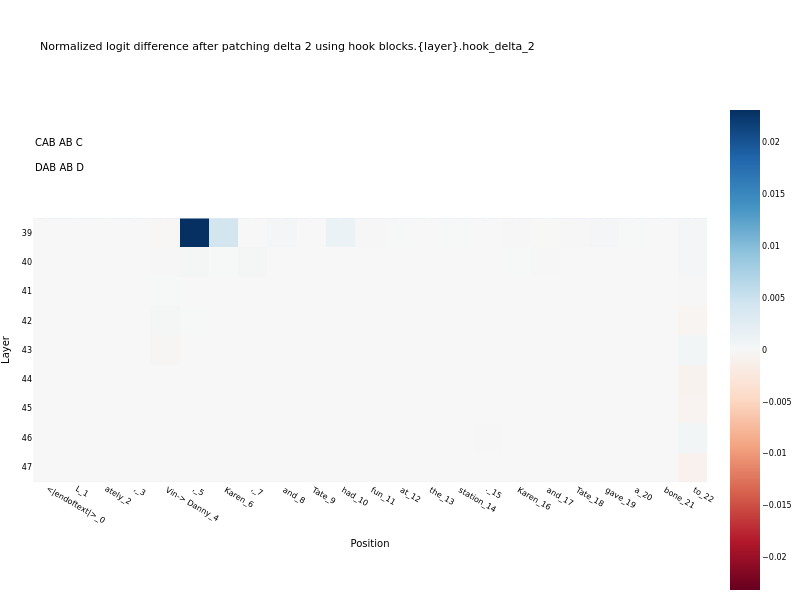 Normalized logit difference after patching delta 2 using hook blocks.{layer}.hook_delta_2
CAB AB C
DAB AB D
0.02
0.015
0.01
0.005
0
−0.005
−0.01
−0.015
−0.02
Layer
39
40
41
42
43
44
45
46
47
<|endoftext|>_0
L_1
ately_2
,_3
Vin-> Danny_4
,_5
Karen_6
,_7
and_8
Tate_9
had_10
fun_11
at_12
the_13
station_14
._15
Karen_16
and_17
Tate_18
gave_19
a_20
bone_21
to_22
Position